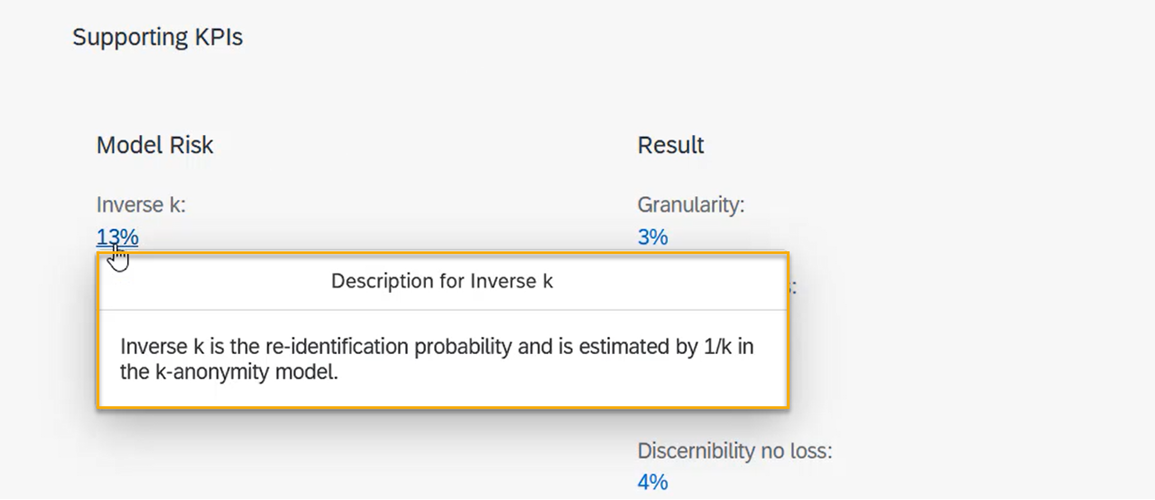 Supporting KPIs
Model Risk
Result
Inverse k:
13%
Granularity:
3%
Description for Inverse k
Inverse k is the re-identification probability and is estimated by 1/k in
the k-anonymity model.
Discernibility no loss:
4%